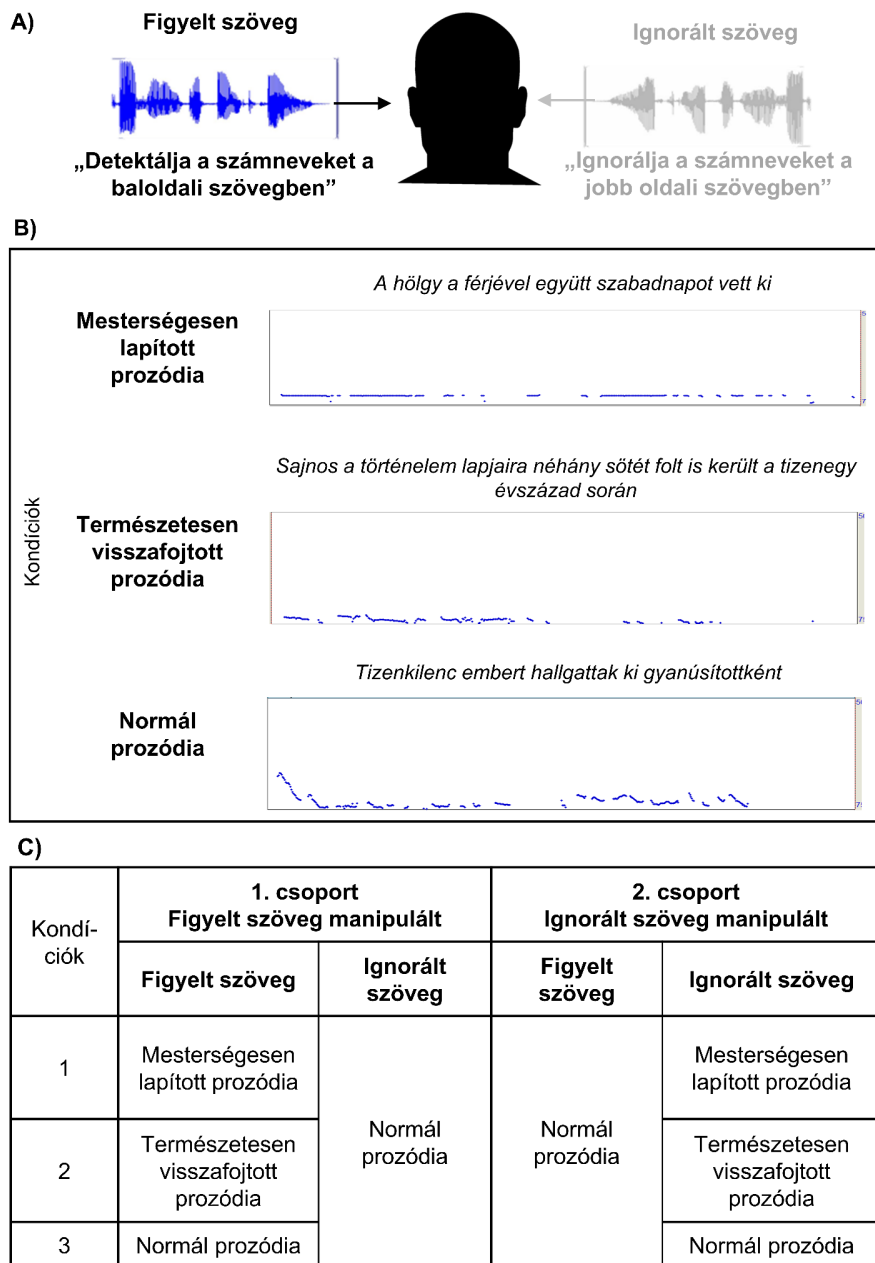 A)
Figyelt szöveg
Ignorált szöveg
„Detektálja a számneveket a
baloldali szövegben”
„Ignorálja a számneveket a
jobb oldali szövegben”
B)
Kondíciók
A hölgy a férjével együtt szabadnapot vett ki
Mesterségesen
lapított
prozódia
Sajnos a történelem lapjaira néhány sötét folt is került a tizenegy
évszázad során
Természetesen
visszafojtott
prozódia
Tizenkilenc embert hallgattak ki gyanúsítottként
Normál
prozódia
C)
Kondí-
ciók
1. csoport
Figyelt szöveg manipulált
2. csoport
Ignorált szöveg manipulált
Figyelt szöveg
Ignorált
szöveg
Figyelt
szöveg
Ignorált szöveg
1
Mesterségesen
lapított prozódia
Normál
prozódia
Normál
prozódia
Mesterségesen
lapított prozódia
2
Természetesen
visszafojtott
prozódia
Természetesen
visszafojtott
prozódia
3
Normál prozódia
Normál prozódia